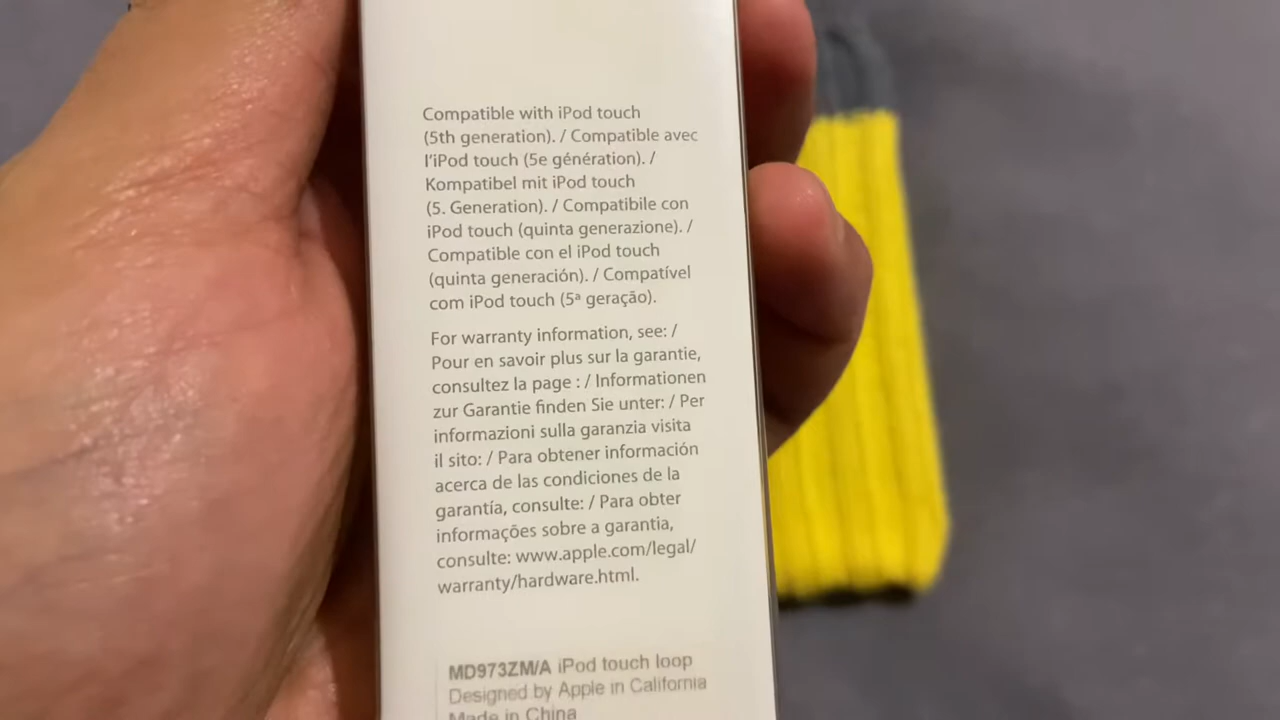 Compatible with iPod touch
(5th generation). / Compatible avec
l’iPod touch (5e génération). /
Kompatibel mit iPod touch
(5. Generation). / Compatibile con
iPod touch (quinta generazione). /
Compatible con el iPod touch
(quinta generación). / Compatível
com iPod touch (5ª geração).
For warranty information, see: /
Pour en savoir plus sur la garantie,
consultez la page : / Informationen
zur Garantie finden Sie unter: / Per
informazioni sulla garanzia visita
il sito: / Para obtener información
acerca de las condiciones de la
garantía, consulte: / Para obter
informações sobre a garantia,
consulte: www.apple.com/legal/
warranty/hardware.html.
MD973ZM/A iPod touch loop
Designed by Apple in California
Made in China